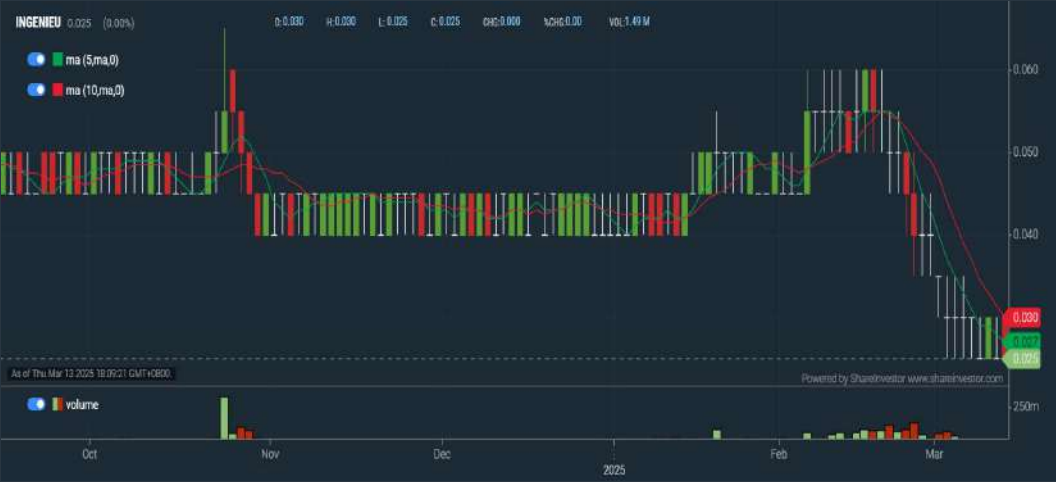 INGENIEU 0.025 (0.00%) O:0.030 H:0.030 L:0.025 C:0.025 CHG:0.000 %CHG:0.00 VOL:1.49 M
ma (5,ma,0)
ma (10,ma,0)
0.060
0.050
0.040
0.030
0.027
0.025
As of Thu Mar 13 2025 18:09:21 GMT+0800.
Powered by ShareInvestor www.shareinvestor.com
volume
250m
Oct Nov Dec Feb Mar
2025